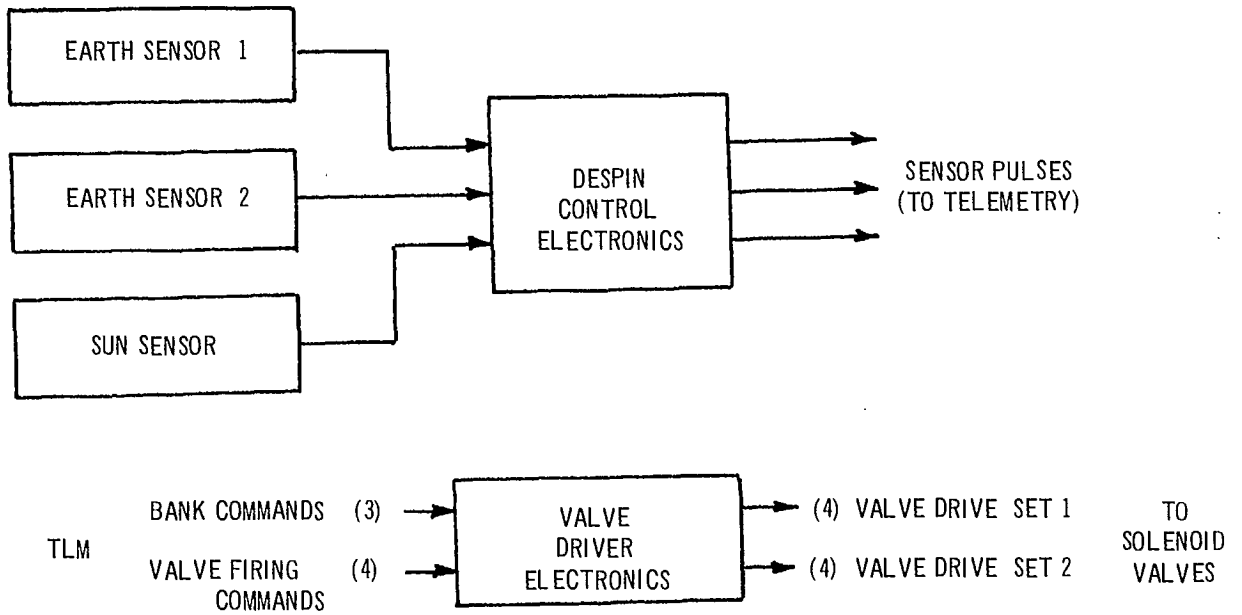 EARTH SENSOR 1
EARTH SENSOR 2
SUN SENSOR
DESPIN
CONTROL
ELECTRONICS
SENSOR PULSES
(TO TELEMETRY)
TLM
BANK COMMANDS (3)
VALVE FIRING (4)
COMMANDS
VALVE
DRIVER
ELECTRONICS
(4) VALVE DRIVE SET 1
(4) VALVE DRIVE SET 2
TO
SOLENOID
VALVES